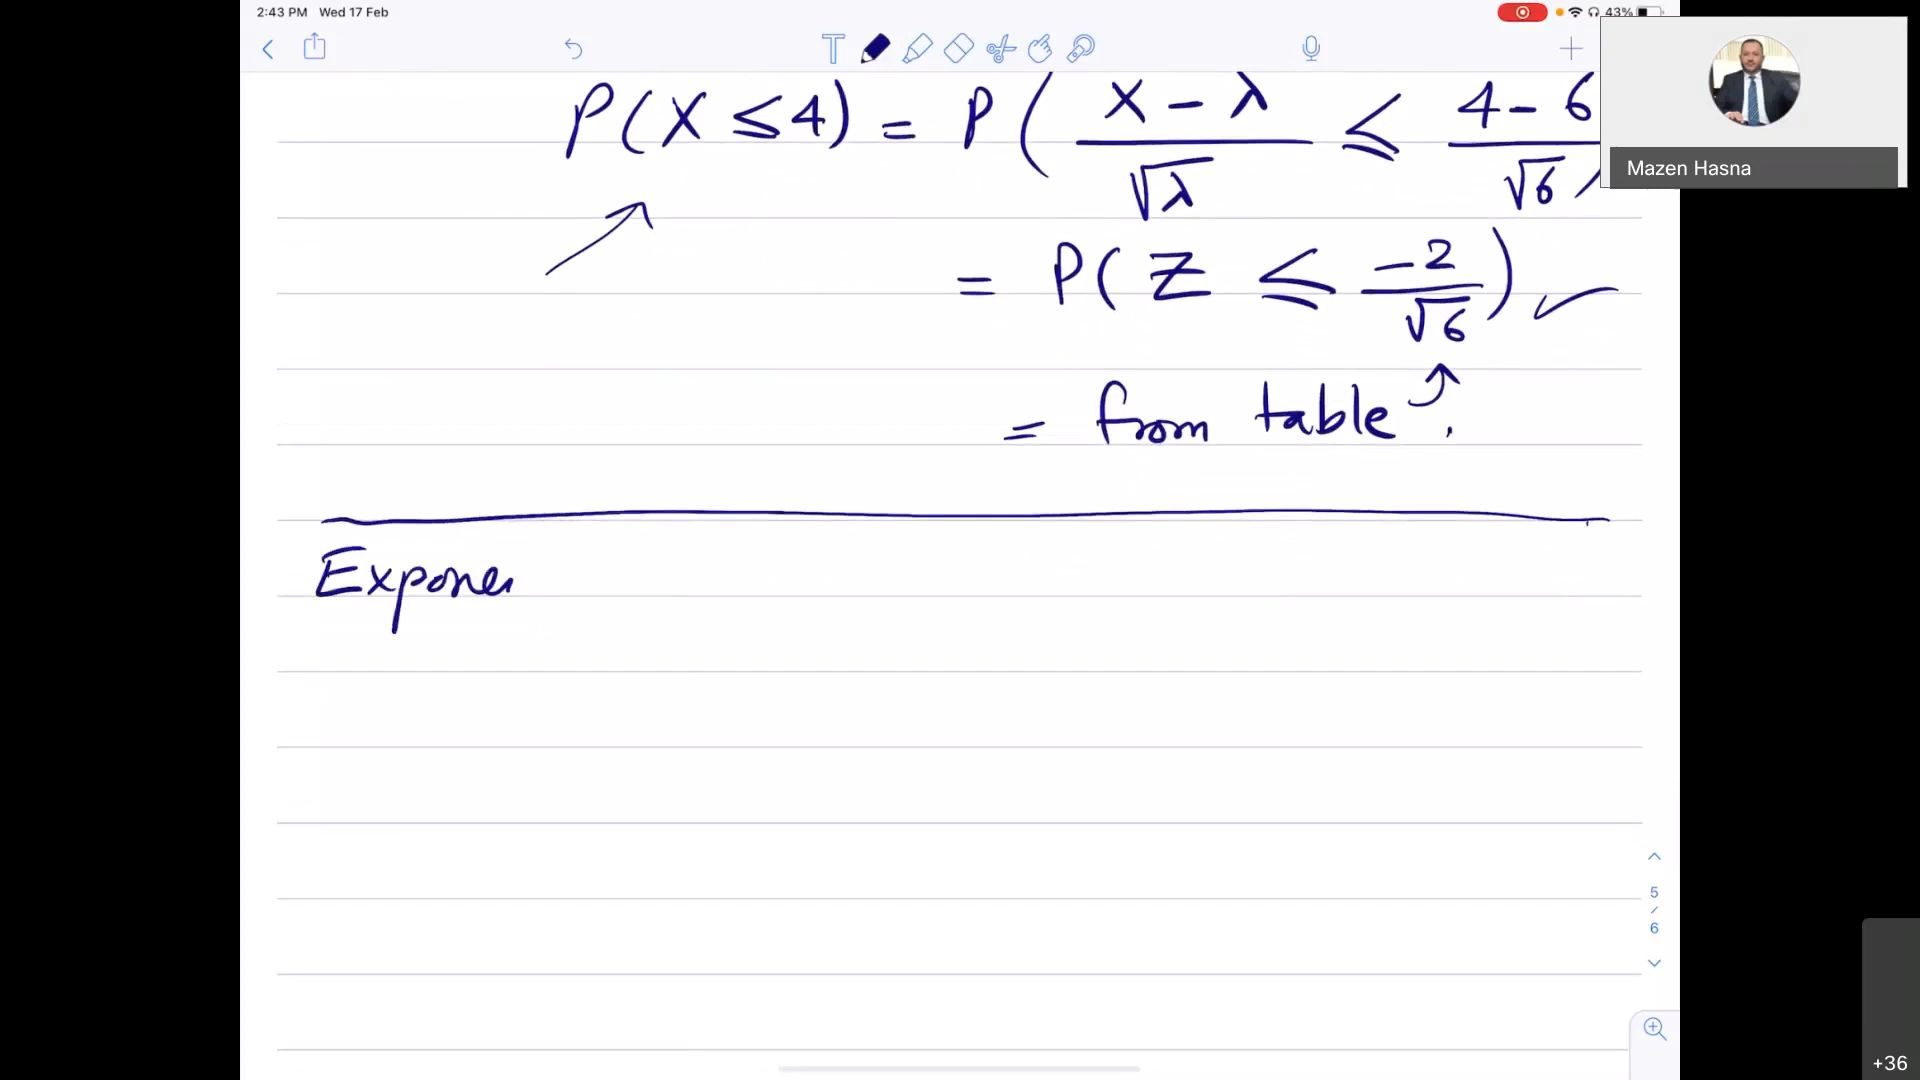 2:43 PM Wed 17 Feb
43%
T
Mazen Hasna
P(X ≤ 4) = P( X - λ / √λ ≤ 4 - 6 / √6 )
= P( Z ≤ -2 / √6 ) ✓
= from table .
Expone
5
/
6
+36